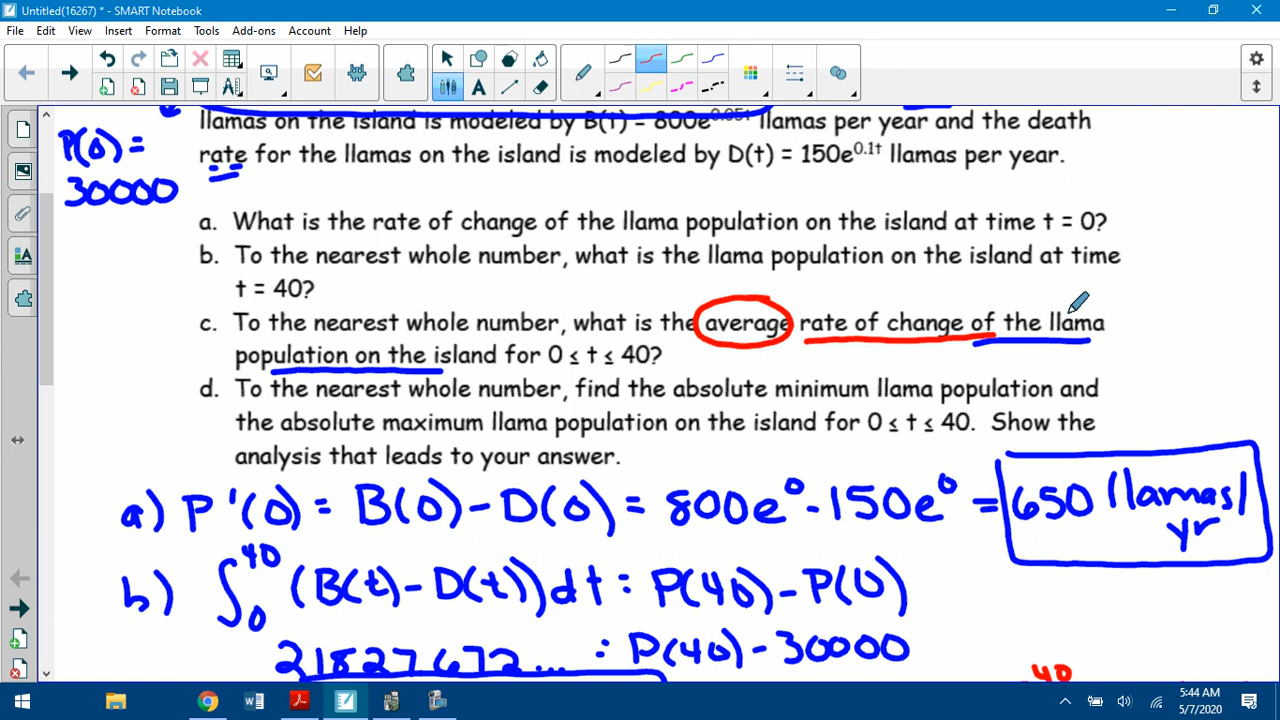 Untitled(16267) * - SMART Notebook
File Edit View Insert Format Tools Add-ons Account Help
P(0) =
30000
llamas on the island is modeled by B(t) = 800e^0.05t llamas per year and the death
rate for the llamas on the island is modeled by D(t) = 150e^0.1t llamas per year.
a. What is the rate of change of the llama population on the island at time t = 0?
b. To the nearest whole number, what is the llama population on the island at time
t = 40?
c. To the nearest whole number, what is the average rate of change of the llama
population on the island for 0 ≤ t ≤ 40?
d. To the nearest whole number, find the absolute minimum llama population and
the absolute maximum llama population on the island for 0 ≤ t ≤ 40. Show the
analysis that leads to your answer.
a) P'(0) = B(0) - D(0) = 800e^0 - 150e^0 = 650 llamas/yr
b) ∫_0^40 (B(t) - D(t)) dt = P(40) - P(0)
= P(40) - 30000
40
5:44 AM
5/7/2020